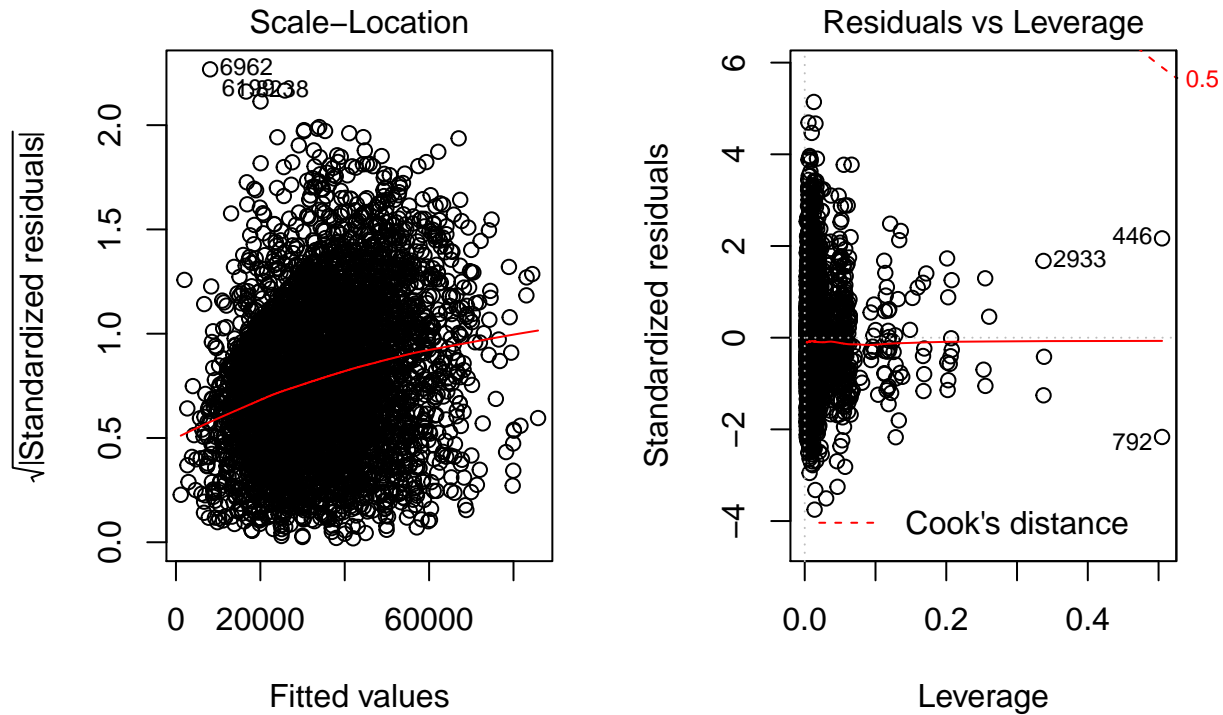 Scale−Location
√|Standardized residuals|
0.0 0.5 1.0 1.5 2.0
6962
8238
0 20000 60000
Fitted values
Residuals vs Leverage
Standardized residuals
−4 −2 0 2 4 6
0.5
446
2933
792
Cook's distance
0.0 0.2 0.4
Leverage